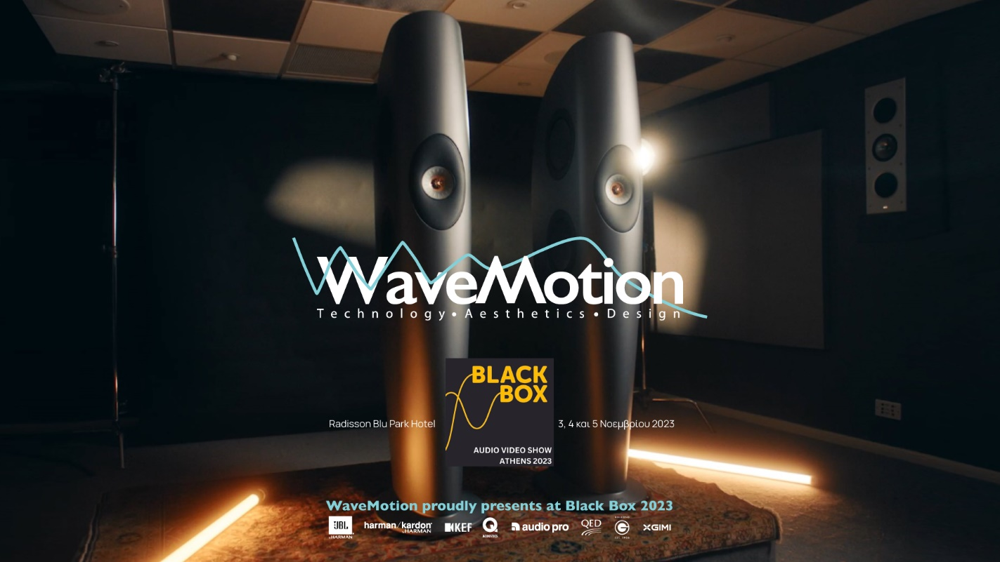 WaveMotion
Technology • Aesthetics • Design
BLACK
BOX
Radisson Blu Park Hotel
3, 4 και 5 Νοεμβρίου 2023
AUDIO VIDEO SHOW
ATHENS 2023
WaveMotion proudly presents at Black Box 2023
JBL
by HARMAN
harman/kardon
by HARMAN
KEF
Q
ACOUSTICS
audio pro
QED
G
EST. 1926
XGIMI